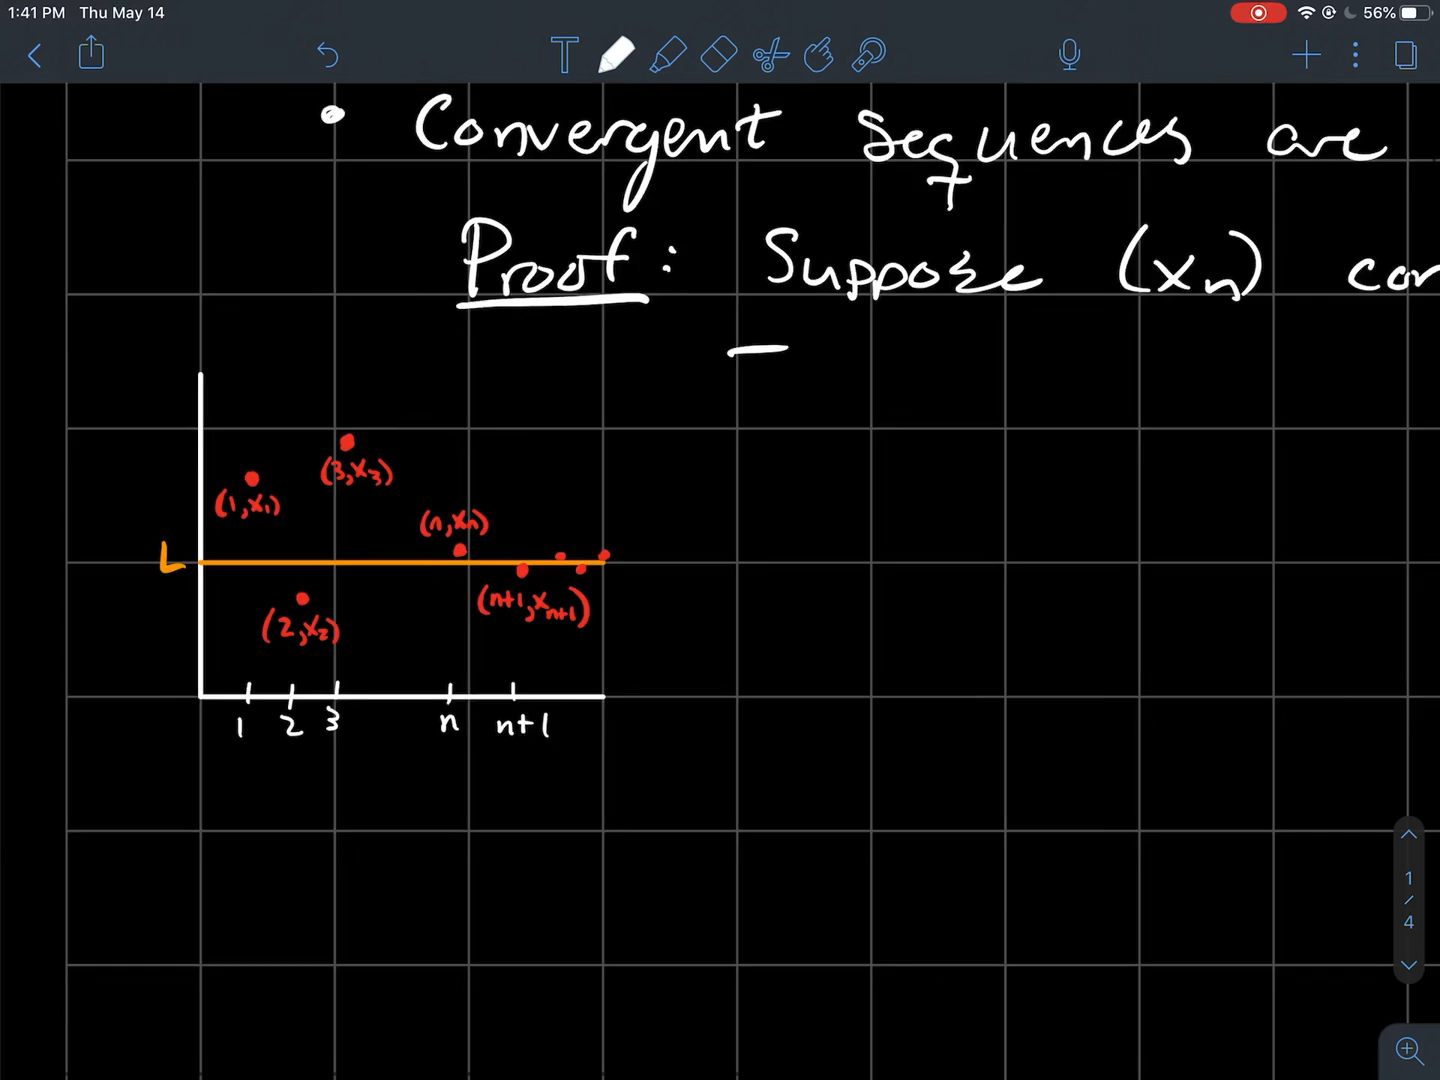 1:41 PM Thu May 14
56%
• Convergent sequences are
Proof: Suppose (xn) con
(3,x3)
(1,x1)
(n,xn)
L
(n+1,xn+1)
(2,x2)
1 2 3 n n+1
1
/
4